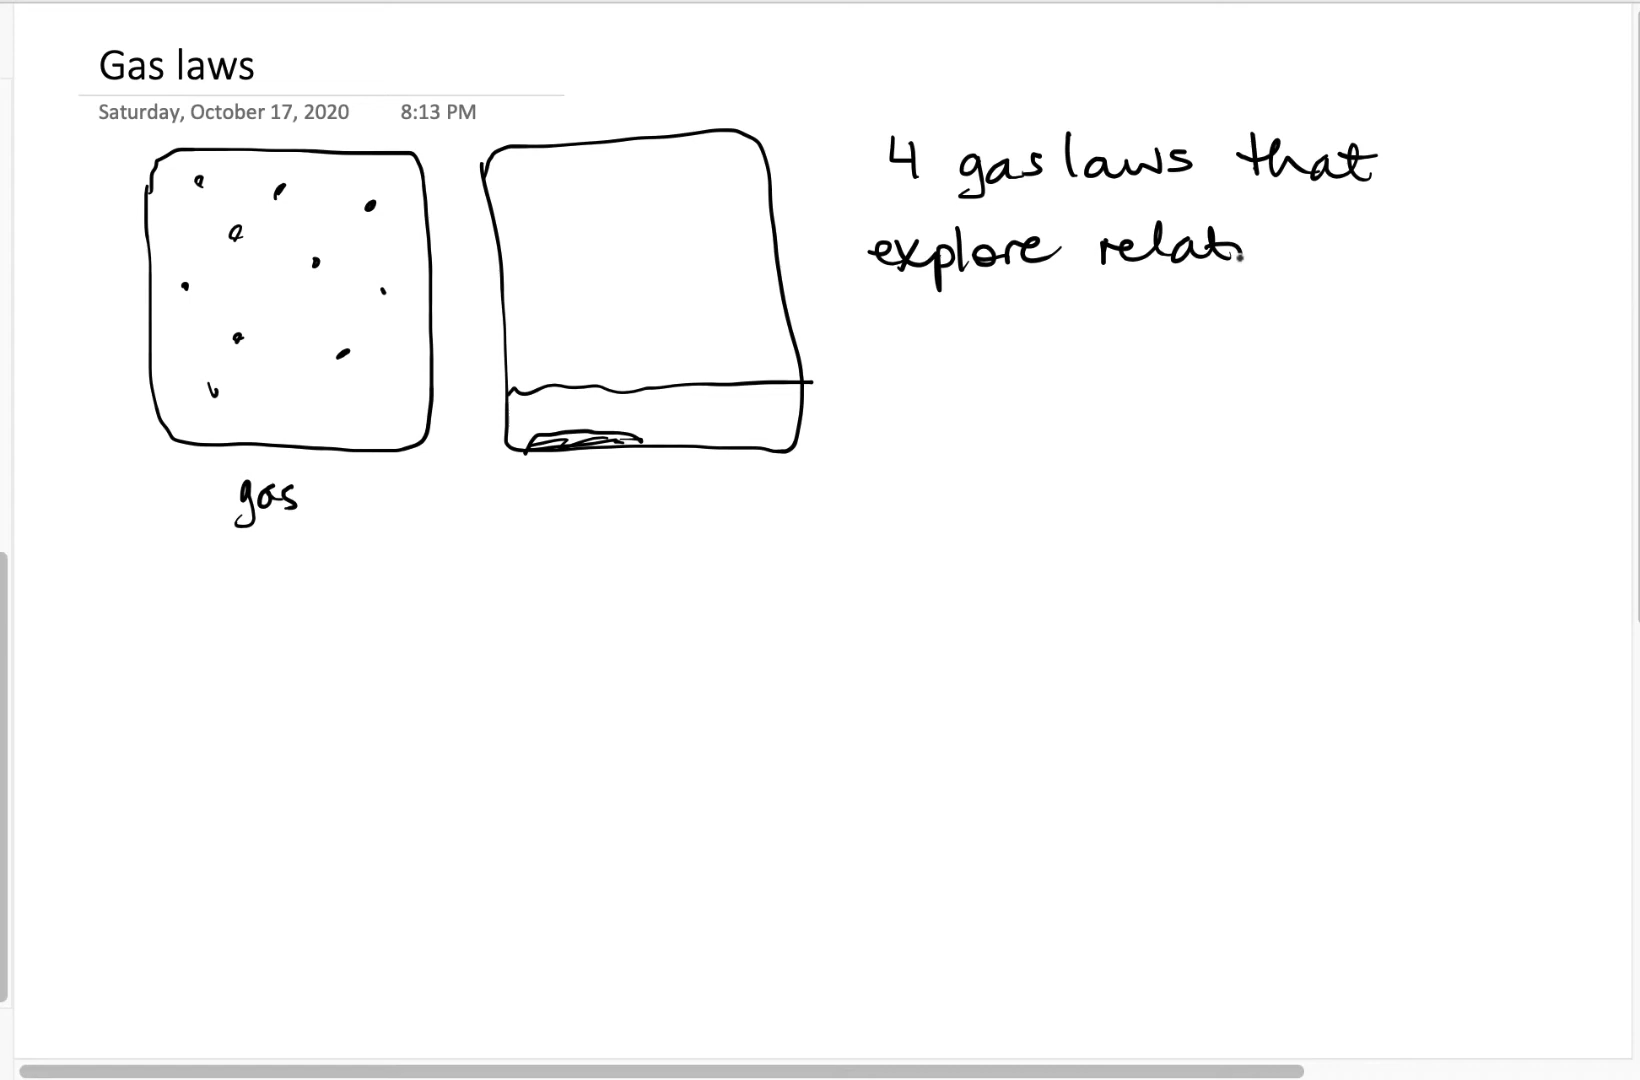 Gas laws
Saturday, October 17, 2020 8:13 PM
4 gas laws that
explore relat
gas